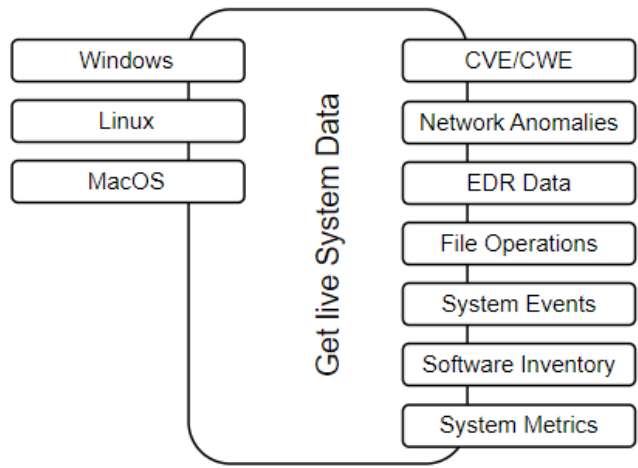 Windows
Linux
MacOS
Get live System Data
CVE/CWE
Network Anomalies
EDR Data
File Operations
System Events
Software Inventory
System Metrics